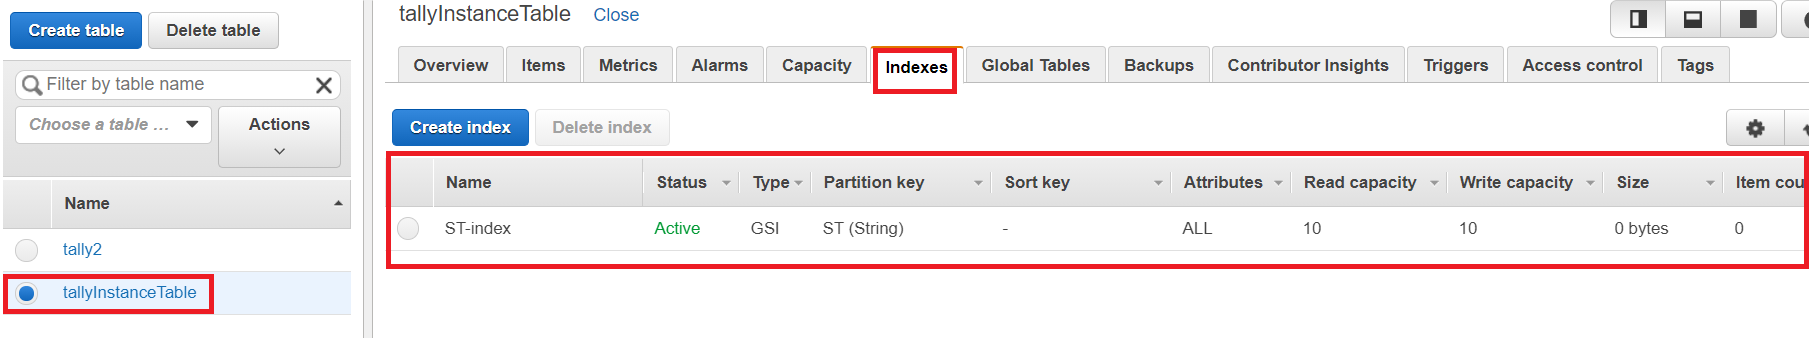 Create table Delete table
Filter by table name
Choose a table ... Actions
Name
tally2
tallyInstanceTable
tallyInstanceTable Close
Overview Items Metrics Alarms Capacity Indexes Global Tables Backups Contributor Insights Triggers Access control Tags
Create index Delete index
Name Status Type Partition key Sort key Attributes Read capacity Write capacity Size Item cou
ST-index Active GSI ST (String) - ALL 10 10 0 bytes 0